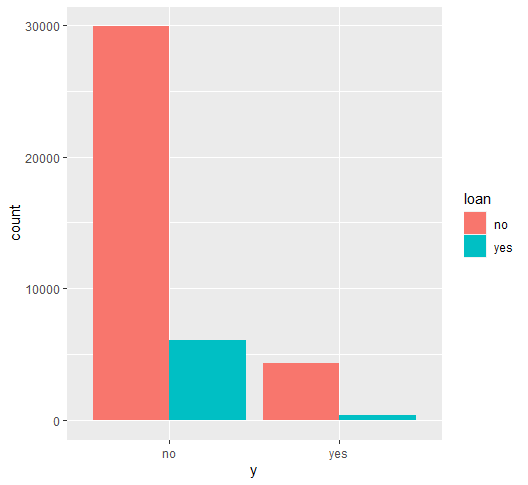 30000
20000
10000
0
count
no
yes
y
loan
no
yes